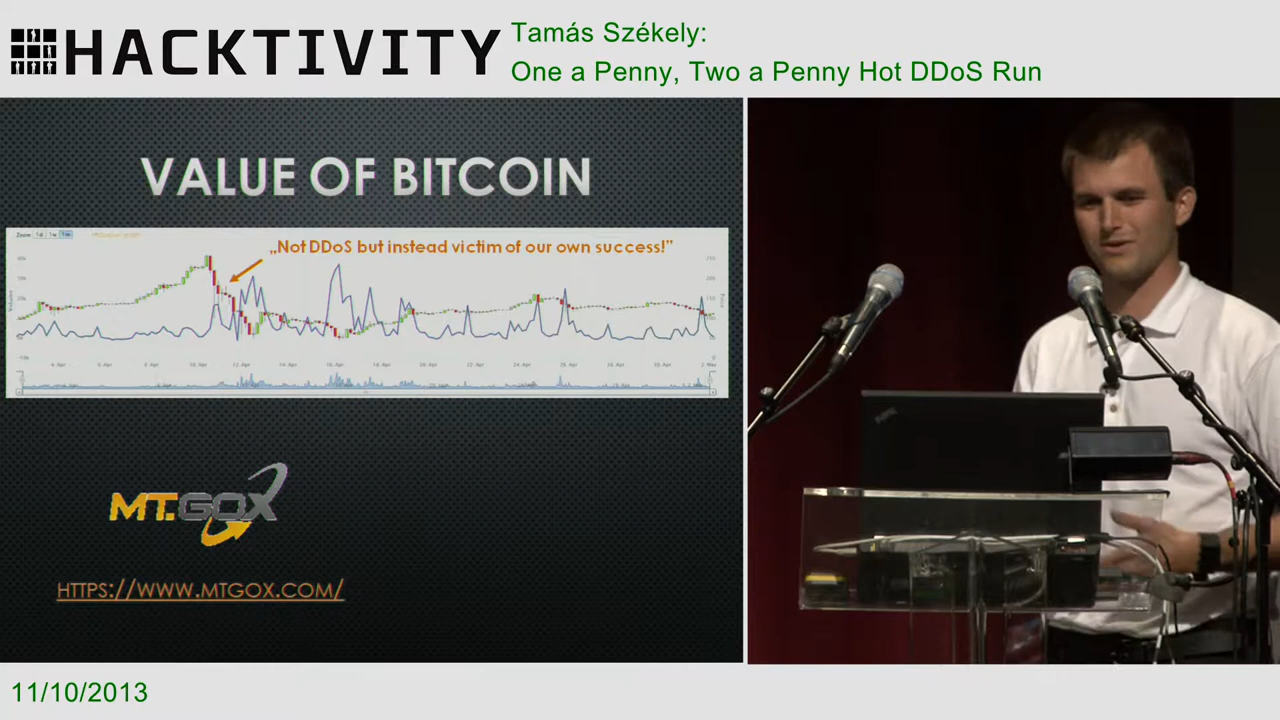 HACKTIVITY
Tamás Székely:
One a Penny, Two a Penny Hot DDoS Run
VALUE OF BITCOIN
Zoom:
„Not DDoS but instead victim of our own success!”
MT.GOX
HTTPS://WWW.MTGOX.COM/
11/10/2013